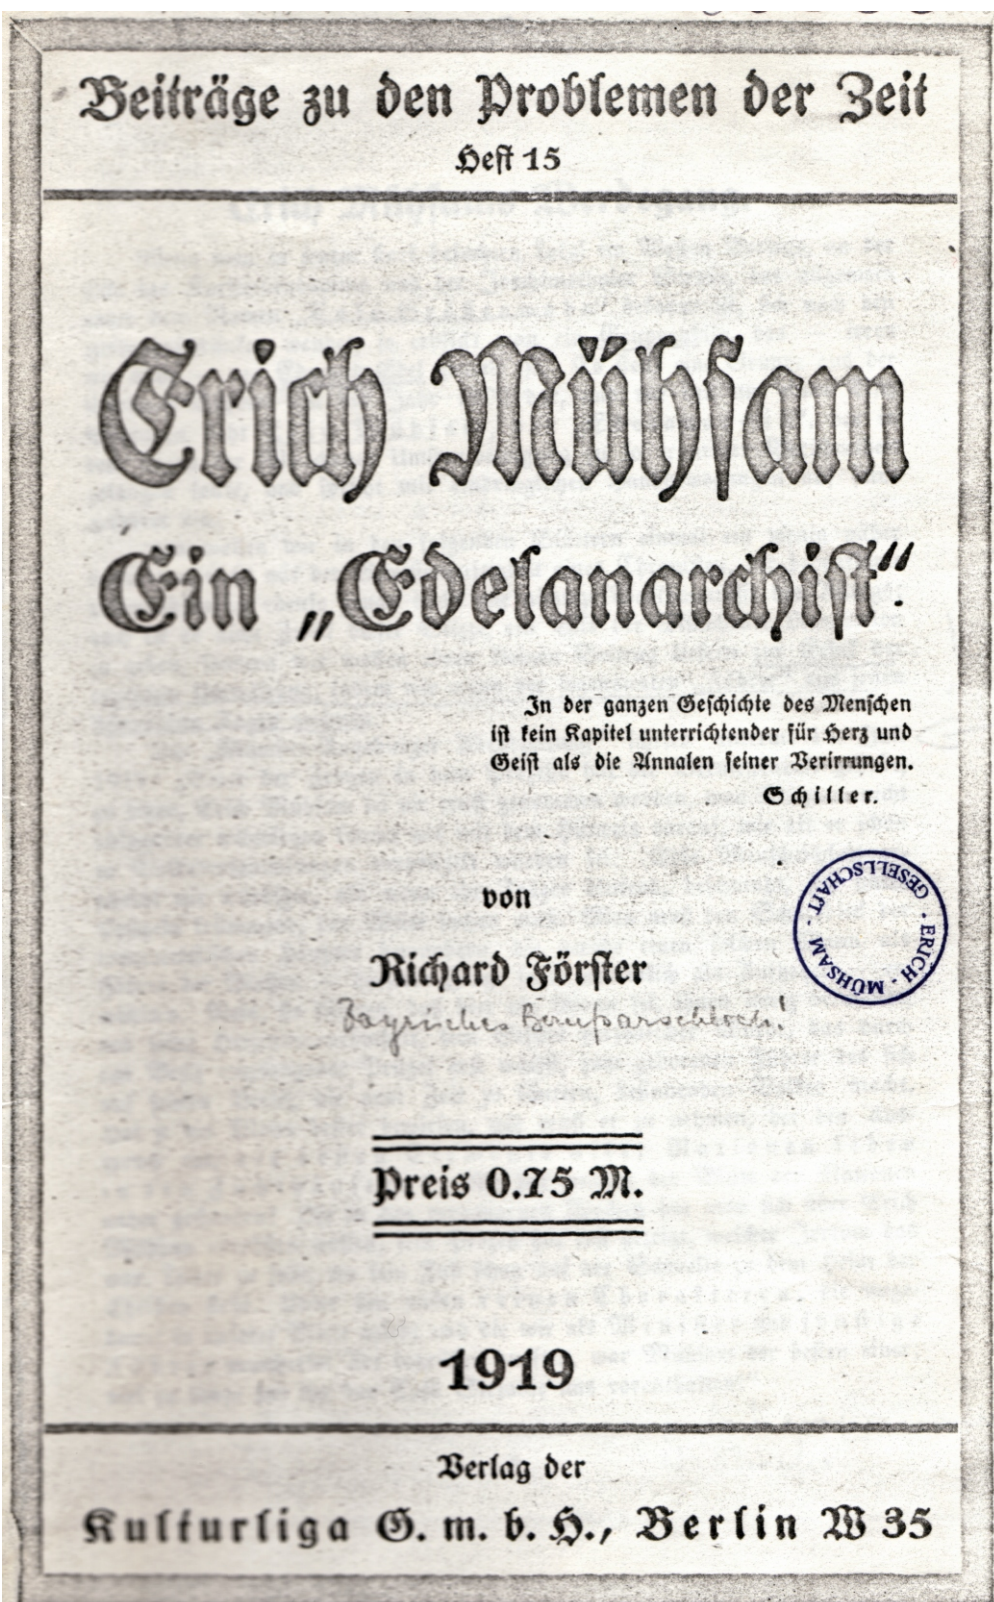 Beiträge zu den Problemen der Zeit
Heft 15
Erich Mühsam
Ein „Edelanarchist“.
In der ganzen Geschichte des Menschen
ist kein Kapitel unterrichtender für Herz und
Geist als die Annalen seiner Verirrungen.
Schiller.
ERICH · MÜHSAM · GESELLSCHAFT ·
von
Richard Förster
Bayrisches Berufsarschloch!
Preis 0.75 M.
1919
Verlag der
Kulturliga G. m. b. H., Berlin W 35